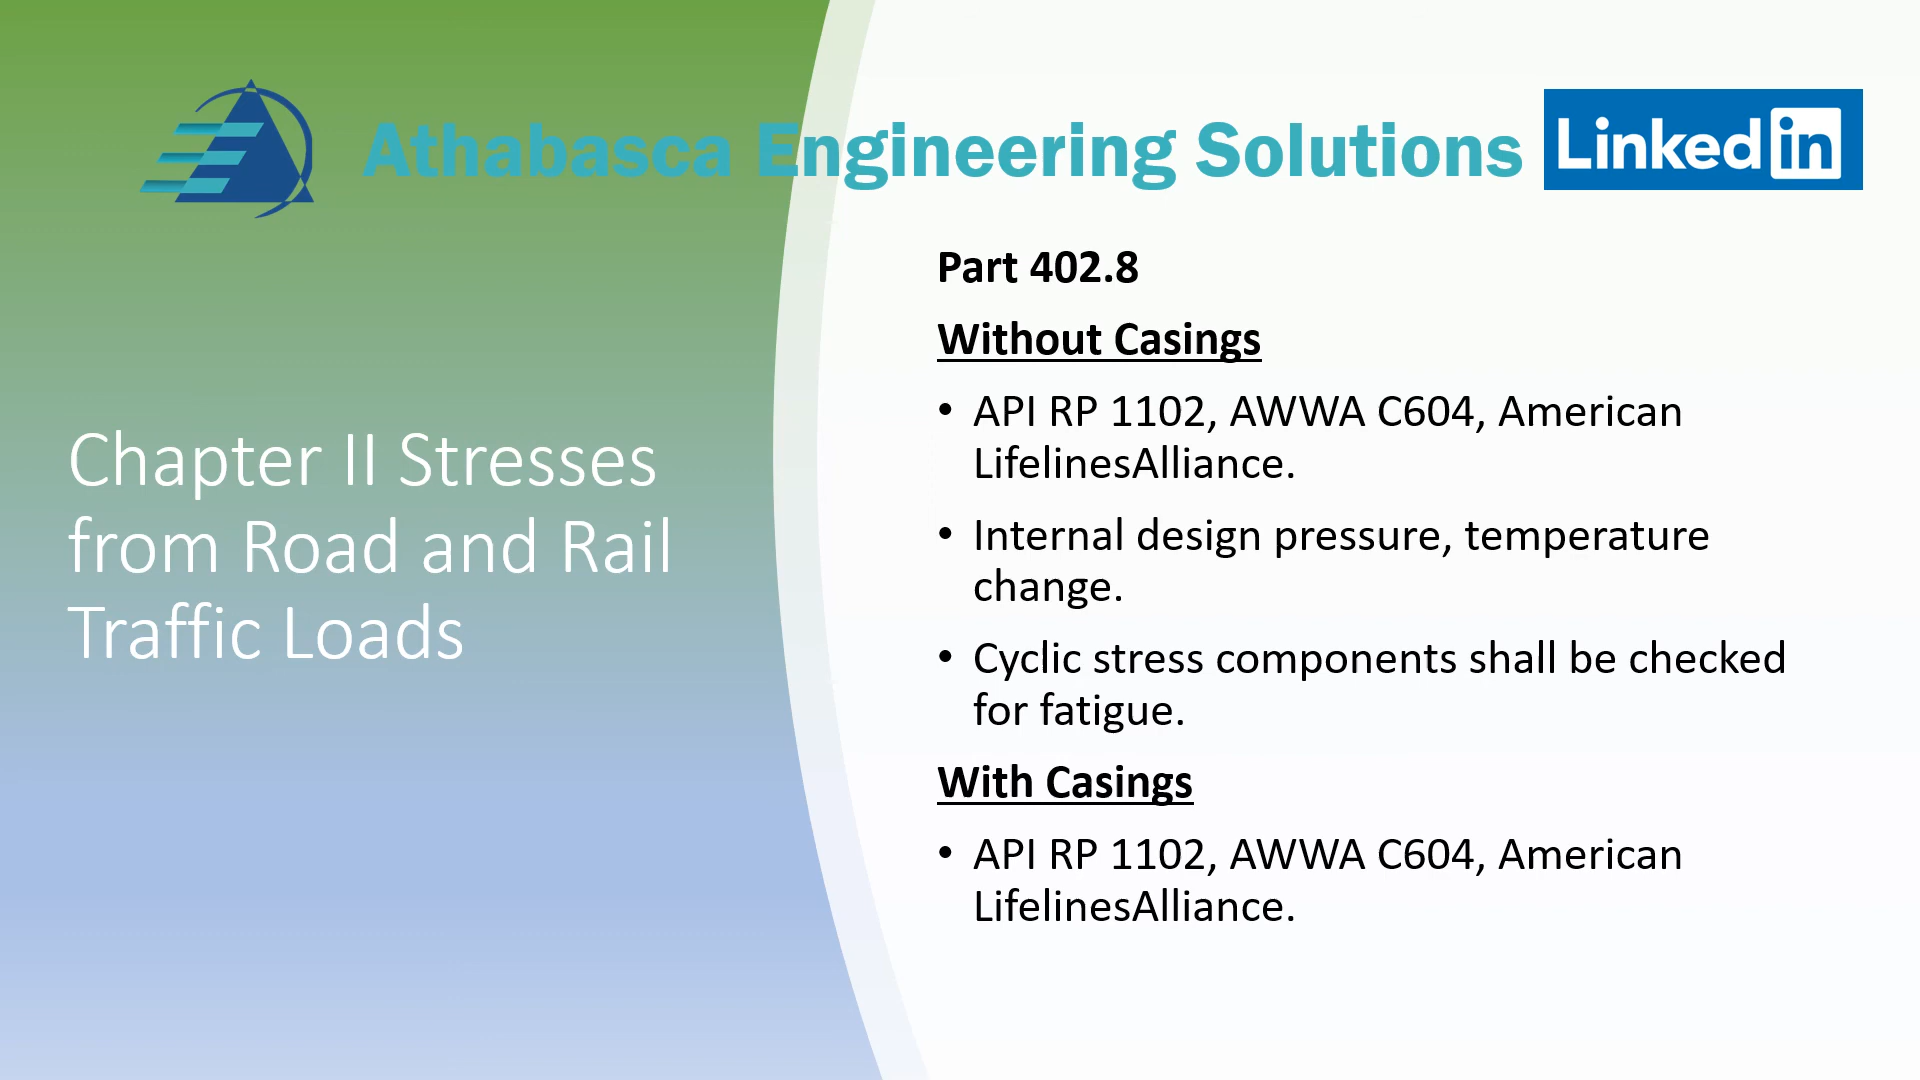 Athabasca Engineering Solutions
Linked in
Chapter II Stresses
from Road and Rail
Traffic Loads
Part 402.8
Without Casings
• API RP 1102, AWWA C604, American
LifelinesAlliance.
• Internal design pressure, temperature
change.
• Cyclic stress components shall be checked
for fatigue.
With Casings
• API RP 1102, AWWA C604, American
LifelinesAlliance.